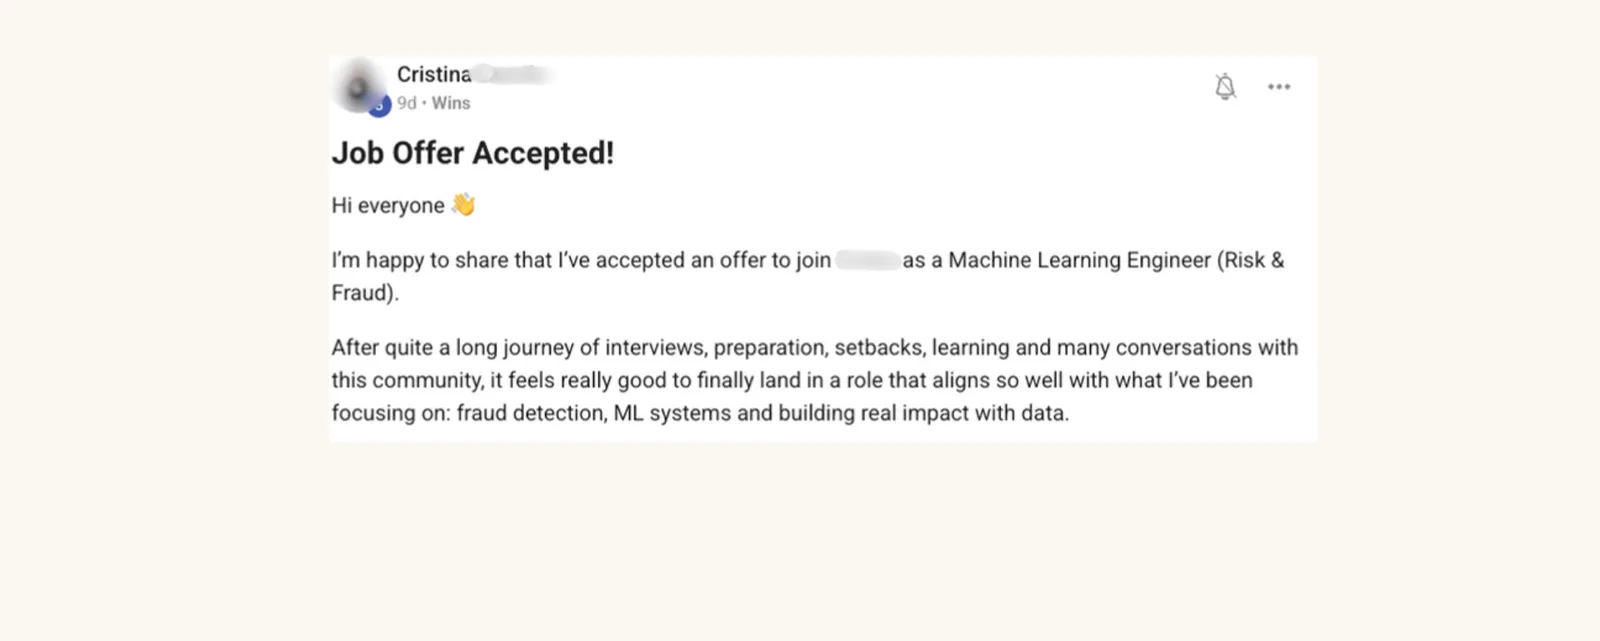 Cristina
9d • Wins
Job Offer Accepted!
Hi everyone 👋
I’m happy to share that I’ve accepted an offer to join as a Machine Learning Engineer (Risk &
Fraud).
After quite a long journey of interviews, preparation, setbacks, learning and many conversations with
this community, it feels really good to finally land in a role that aligns so well with what I’ve been
focusing on: fraud detection, ML systems and building real impact with data.